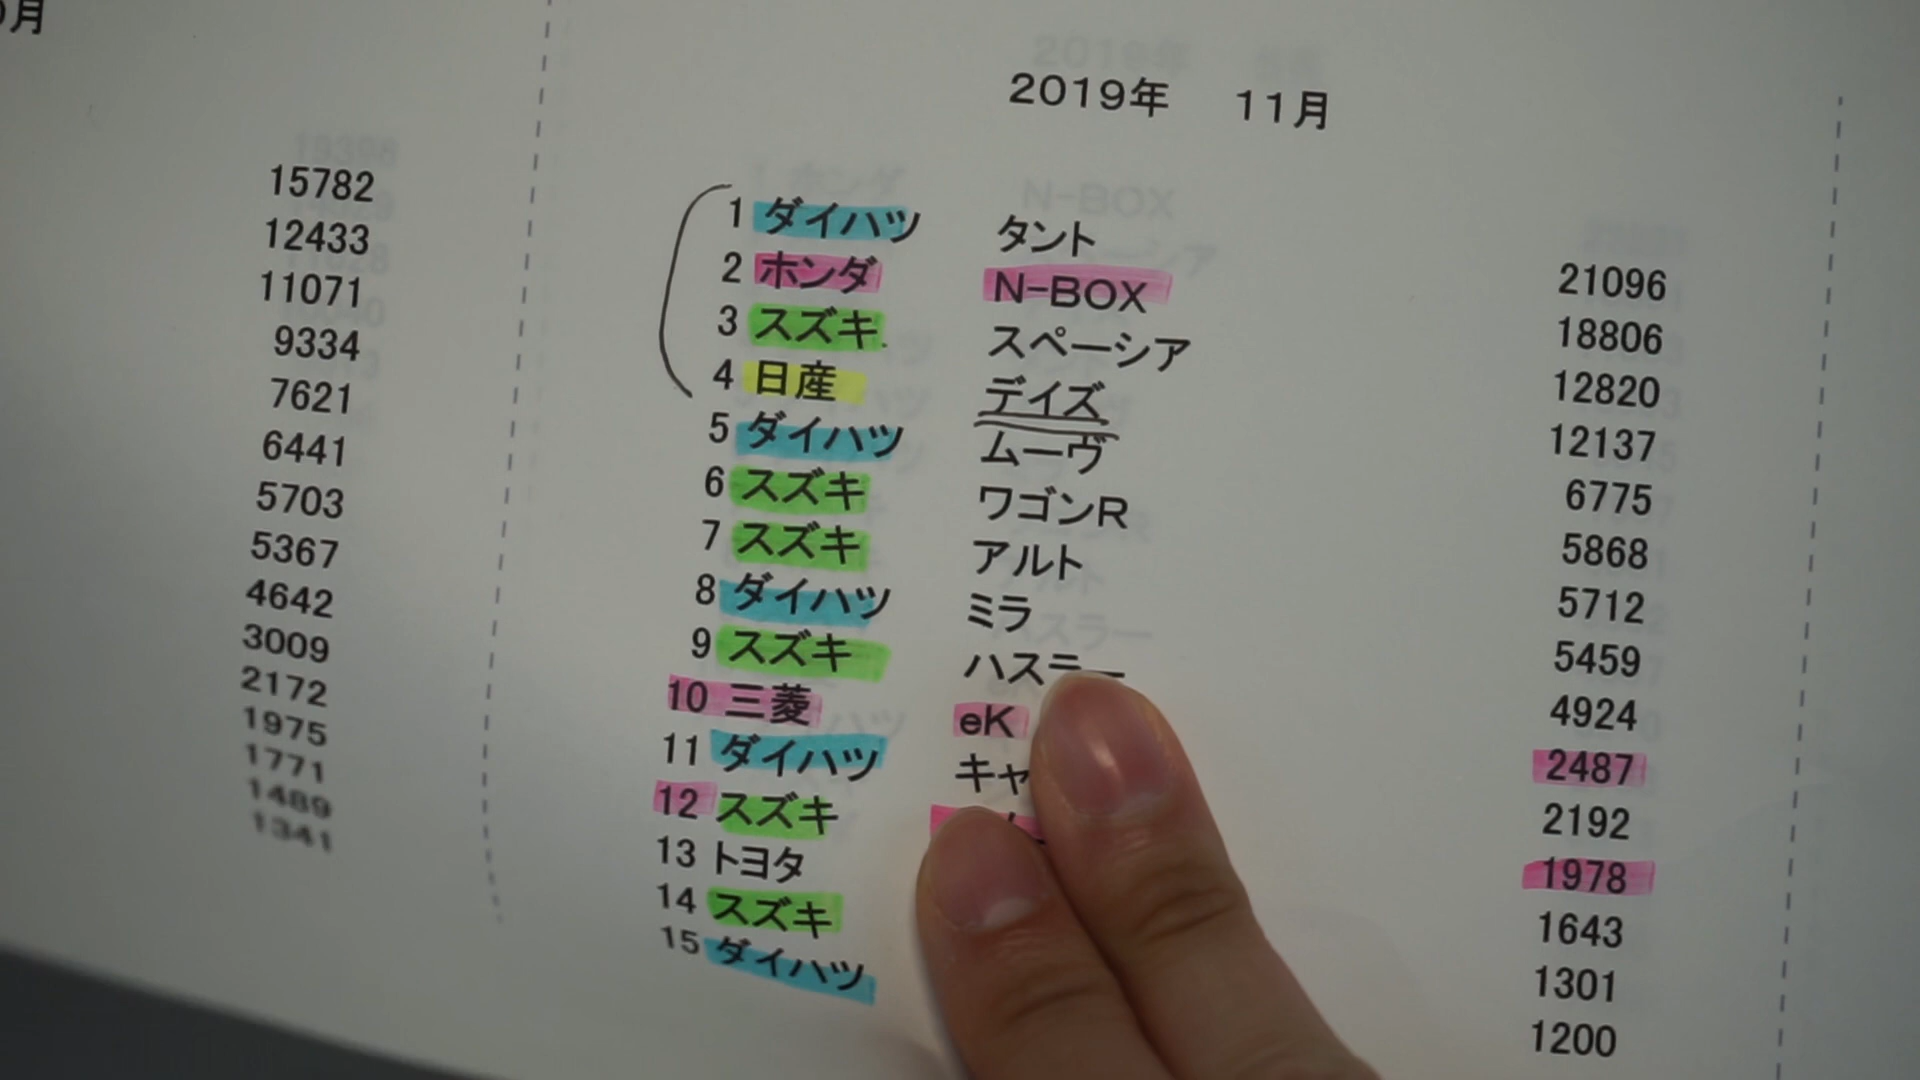 月
15782
12433
11071
9334
7621
6441
5703
5367
4642
3009
2172
1975
1771
1489
1341
2019年 11月
1 ダイハツ タント 21096
2 ホンダ N-BOX 18806
3 スズキ スペーシア 12820
4 日産 デイズ 12137
5 ダイハツ ムーヴ 6775
6 スズキ ワゴンR 5868
7 スズキ アルト 5712
8 ダイハツ ミラ 5459
9 スズキ ハスラー 4924
10 三菱 eK 2487
11 ダイハツ キャ 2192
12 スズキ 1978
13 トヨタ 1643
14 スズキ 1301
15 ダイハツ 1200